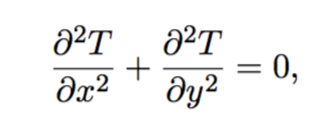 ∂²T/∂x² + ∂²T/∂y² = 0,